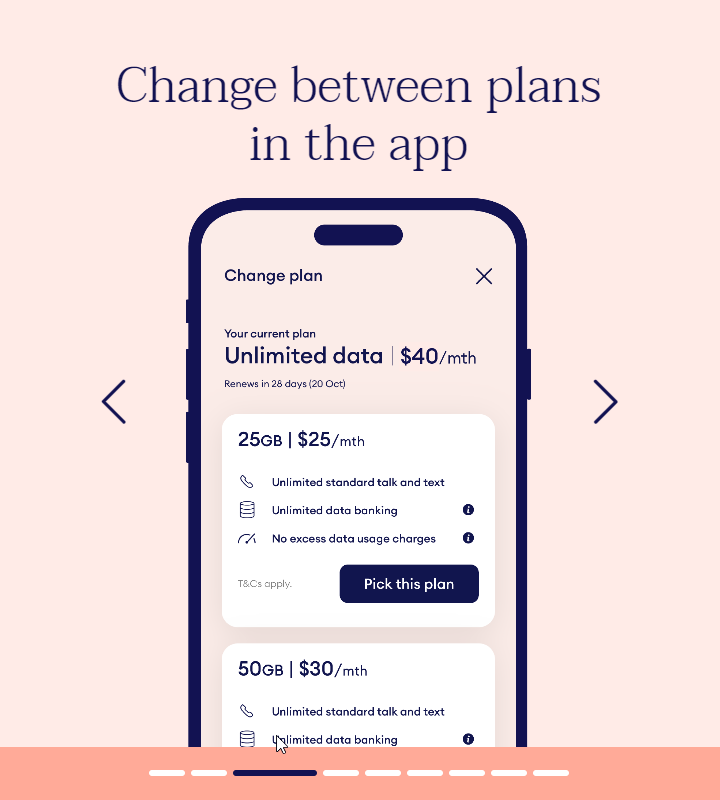 Change between plans
in the app
Change plan
Your current plan
Unlimited data | $40/mth
Renews in 28 days (20 Oct)
25GB | $25/mth
Unlimited standard talk and text
Unlimited data banking
No excess data usage charges
T&Cs apply.
Pick this plan
50GB | $30/mth
Unlimited standard talk and text
Unlimited data banking